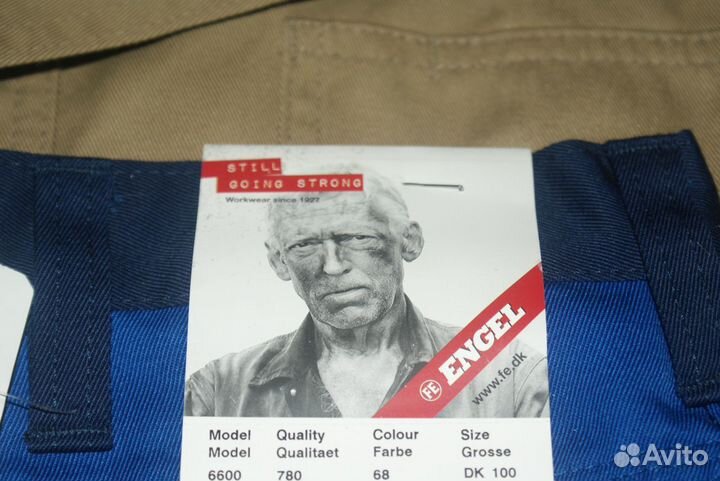 STILL
GOING STRONG
Workwear since 1927
FE ENGEL
www.fe.dk
Model Quality Colour Size
Model Qualitaet Farbe Grosse
6600 780 68 DK 100
Avito